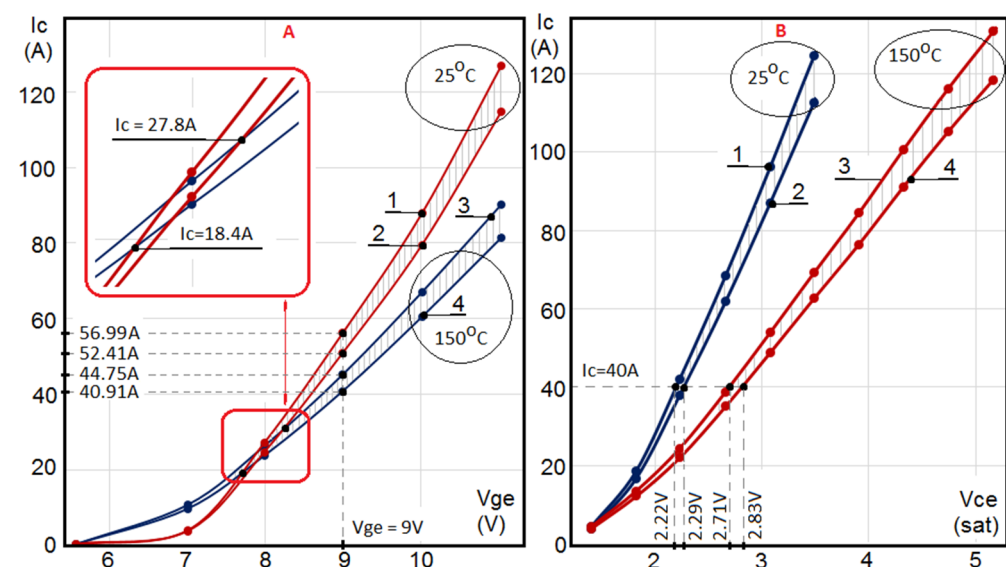 Ic
(A)
A
25°C
120
Ic = 27.8A
100
1
3
80
2
Ic=18.4A
4
60
150°C
56.99A
52.41A
44.75A
40.91A
40
20
Vge
(V)
Vge = 9V
0
6
7
8
9
10
Ic
(A)
B
150°C
25°C
120
100
1
3
4
2
80
60
Ic=40A
40
20
2.22V
2.29V
2.71V
2.83V
Vce
(sat)
0
2
3
4
5